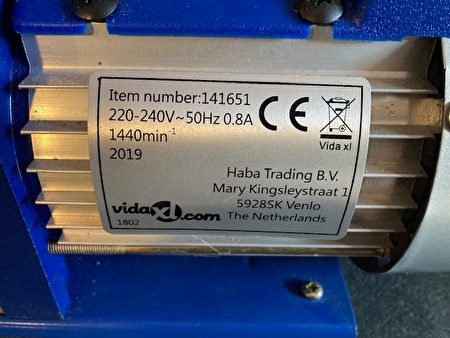 Item number:141651
220-240V~50Hz 0.8A
1440min⁻¹
2019
CE
Vida xl
Haba Trading B.V.
Mary Kingsleystraat 1
5928SK Venlo
The Netherlands
vidaxl.com
1802